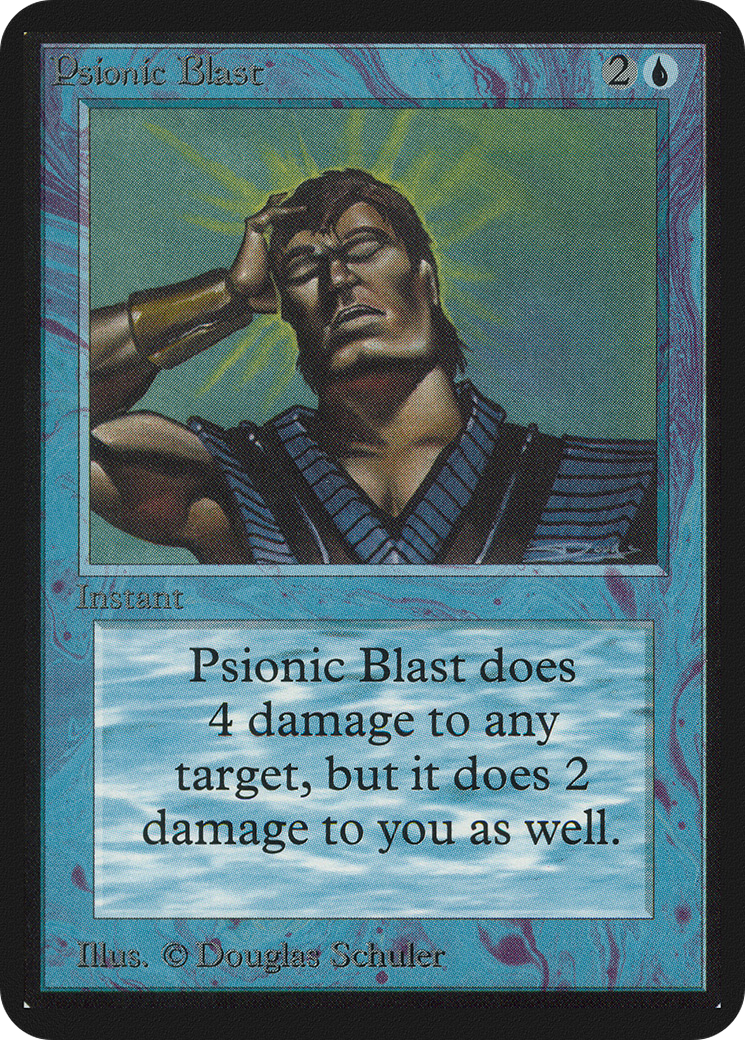 Psionic Blast 2
Instant
Psionic Blast does
4 damage to any
target, but it does 2
damage to you as well.
Illus. © Douglas Schuler